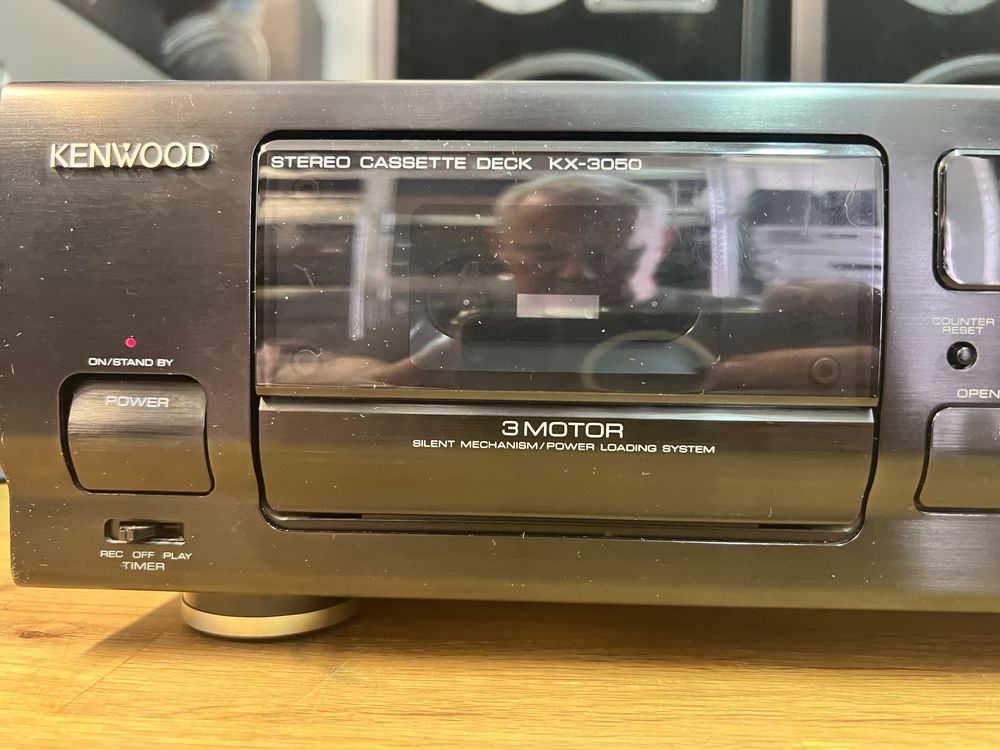 KENWOOD
STEREO CASSETTE DECK KX-3050
ON/STAND BY
POWER
REC OFF PLAY
TIMER
3 MOTOR
SILENT MECHANISM/POWER LOADING SYSTEM
COUNTER
RESET
OPEN